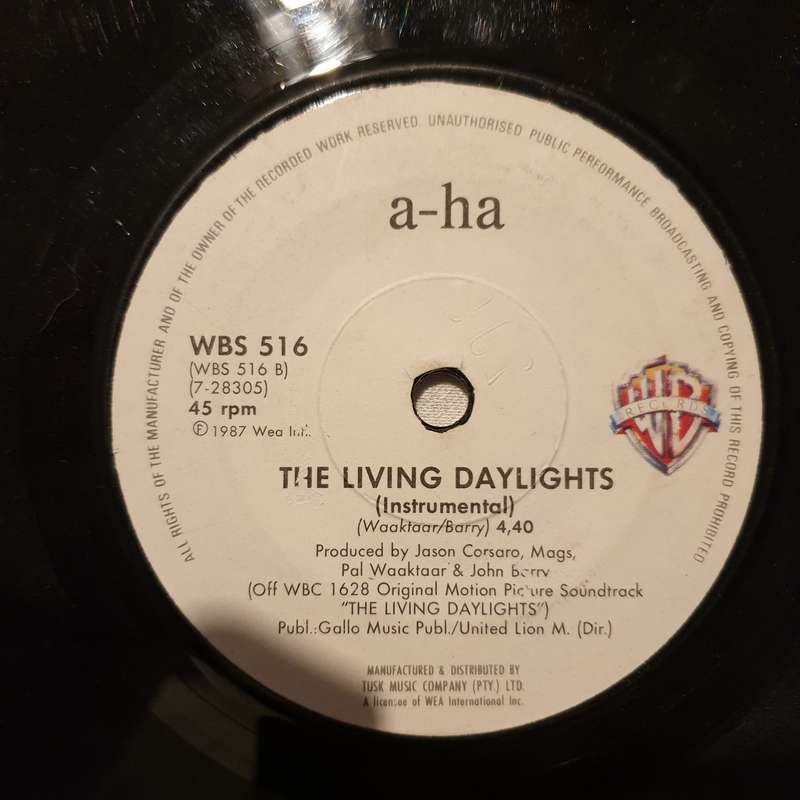 ALL RIGHTS OF THE MANUFACTURER AND OF THE OWNER OF THE RECORDED WORK RESERVED UNAUTHORISED PUBLIC PERFORMANCE BROADCASTING AND COPYING OF THIS RECORD PROHIBITED
a-ha
WBS 516
(WBS 516 B)
(7-28305)
45 rpm
Ⓟ 1987 Wea Int.
WB
RECORDS
THE LIVING DAYLIGHTS
(Instrumental)
(Waaktaar/Barry) 4,40
Produced by Jason Corsaro, Mags,
Pal Waaktaar & John Barry
(Off WBC 1628 Original Motion Picture Soundtrack
"THE LIVING DAYLIGHTS")
Publ.:Gallo Music Publ./United Lion M. (Dir.)
MANUFACTURED & DISTRIBUTED BY
TUSK MUSIC COMPANY (PTY.) LTD.
A licensee of WEA International Inc.